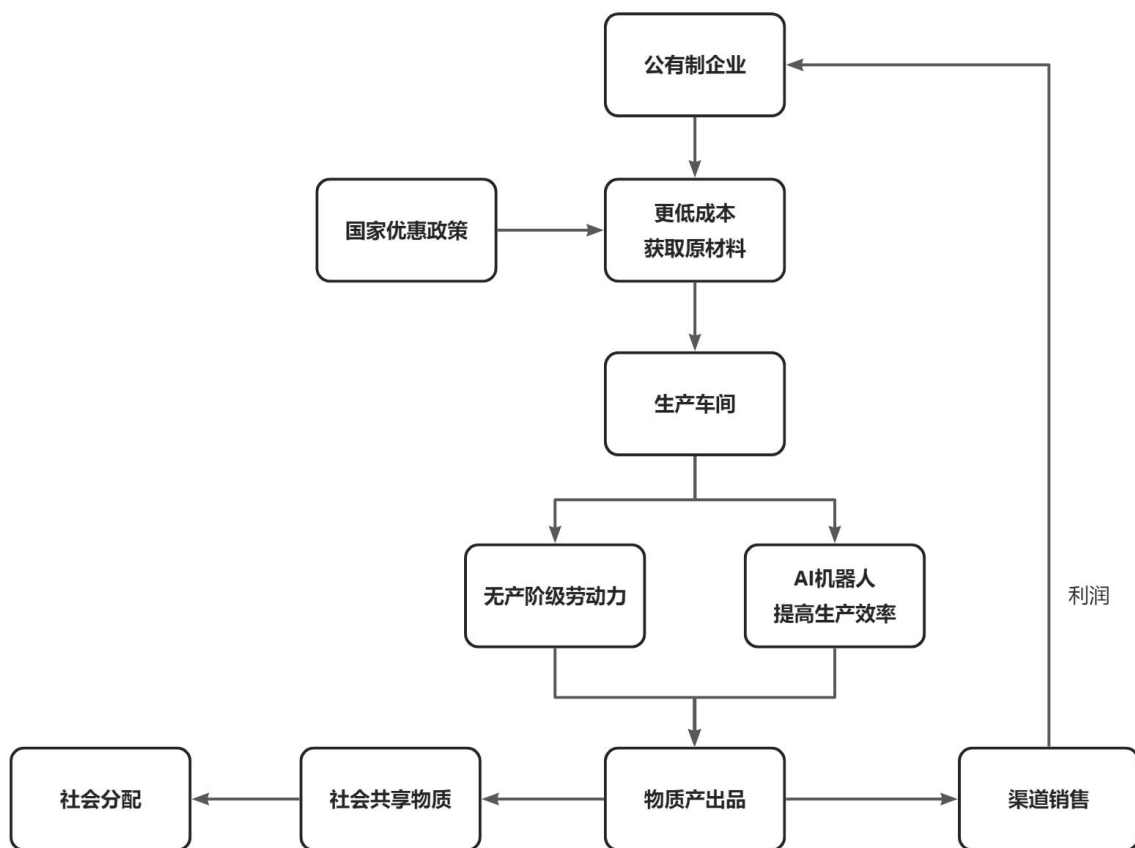 公有制企业
国家优惠政策
更低成本
获取原材料
生产车间
无产阶级劳动力
AI机器人
提高生产效率
利润
社会分配
社会共享物质
物质产出品
渠道销售